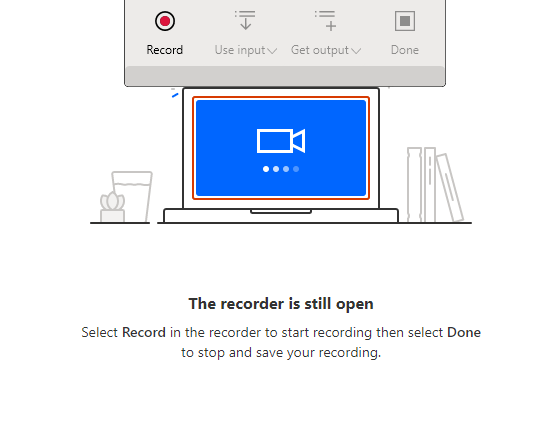 Record
Use input
Get output
Done
The recorder is still open
Select Record in the recorder to start recording then select Done
to stop and save your recording.